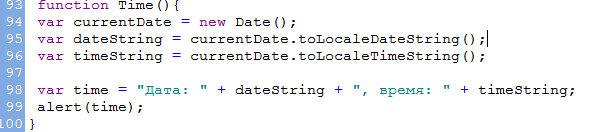 93 function Time(){
94 var currentDate = new Date();
95 var dateString = currentDate.toLocaleDateString();
96 var timeString = currentDate.toLocaleTimeString();
97
98 var time = "Дата: " + dateString + ", время: " + timeString;
99 alert(time);
100 }